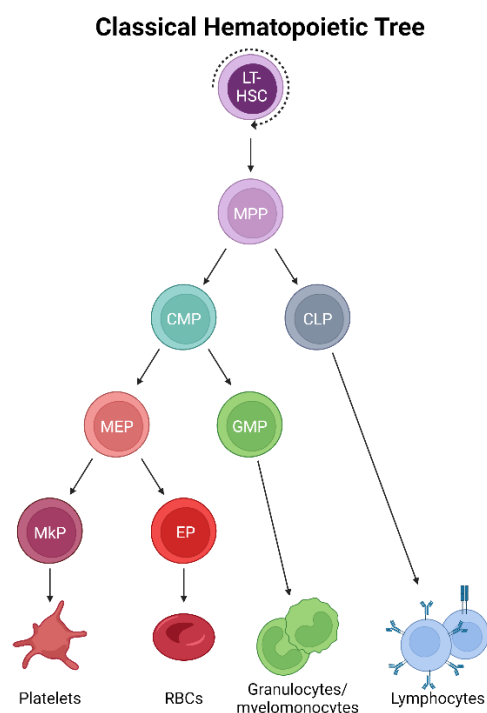 Classical Hematopoietic Tree
LT-
HSC
MPP
CMP
CLP
MEP
GMP
MkP
EP
Platelets
RBCs
Granulocytes/
myelomonocytes
Lymphocytes